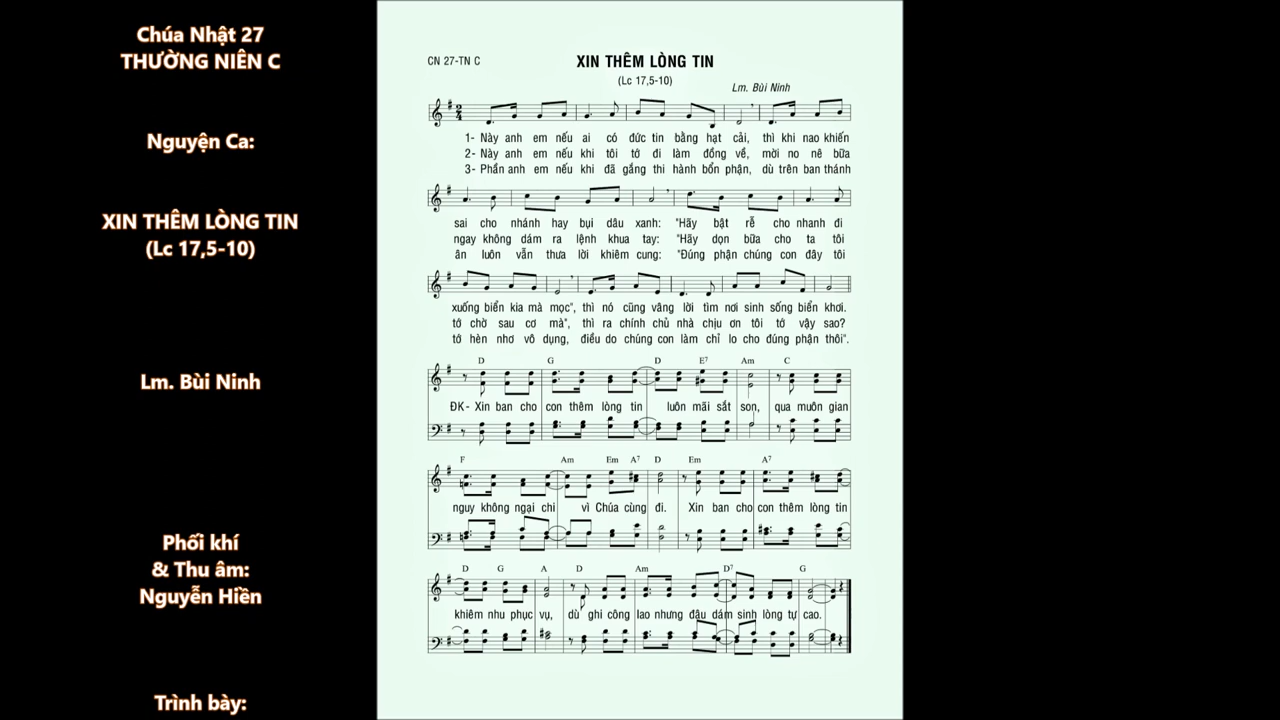 Chúa Nhật 27
THƯỜNG NIÊN C
Nguyện Ca:
XIN THÊM LÒNG TIN
(Lc 17,5-10)
Lm. Bùi Ninh
Phối khí
& Thu âm:
Nguyễn Hiền
Trình bày:
CN 27-TN C
XIN THÊM LÒNG TIN
(Lc 17,5-10)
Lm. Bùi Ninh
1- Này anh em nếu ai có đức tin bằng hạt cải, thì khi nao khiến
2- Này anh em nếu khi tôi tớ đi làm đồng về, mời no nê bữa
3- Phần anh em nếu khi đã gắng thi hành bổn phận, dù trên ban thánh
sai cho nhánh hay bụi dâu xanh: "Hãy bật rễ cho nhanh đi
ngay không dám ra lệnh khua tay: "Hãy dọn bữa cho ta tôi
ân luôn vẫn thưa lời khiêm cung: "Đúng phận chúng con đây tôi
xuống biển kia mà mọc", thì nó cũng vâng lời tìm nơi sinh sống biển khơi.
tớ chờ sau cơ mà", thì ra chính chủ nhà chịu ơn tôi tớ vậy sao?
tớ hèn nhơ vô dụng, điều do chúng con làm chỉ lo cho đúng phận thôi".
D G D E7 Am C
ĐK- Xin ban cho con thêm lòng tin luôn mãi sắt son, qua muôn gian
F Am Em A7 D Em A7
nguy không ngại chi vì Chúa cùng đi. Xin ban cho con thêm lòng tin
D G A D Am D7 G
khiêm nhu phục vụ, dù ghi công lao nhưng đâu dám sinh lòng tự cao.